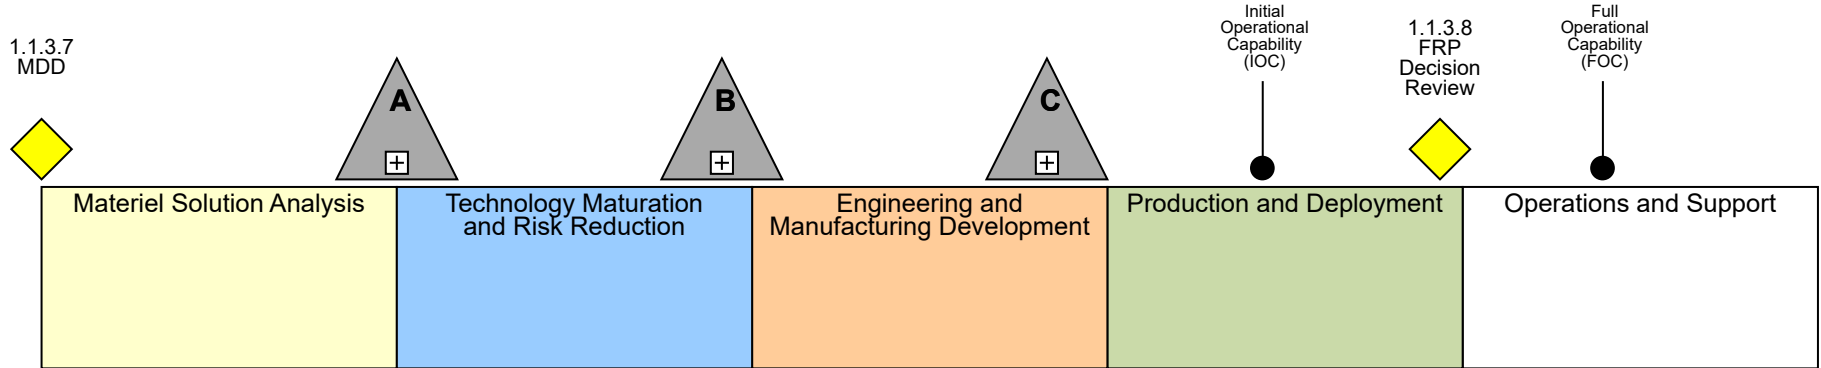 1.1.3.7
MDD
A
B
C
Initial
Operational
Capability
(IOC)
1.1.3.8
FRP
Decision
Review
Full
Operational
Capability
(FOC)
Materiel Solution Analysis
Technology Maturation
and Risk Reduction
Engineering and
Manufacturing Development
Production and Deployment
Operations and Support